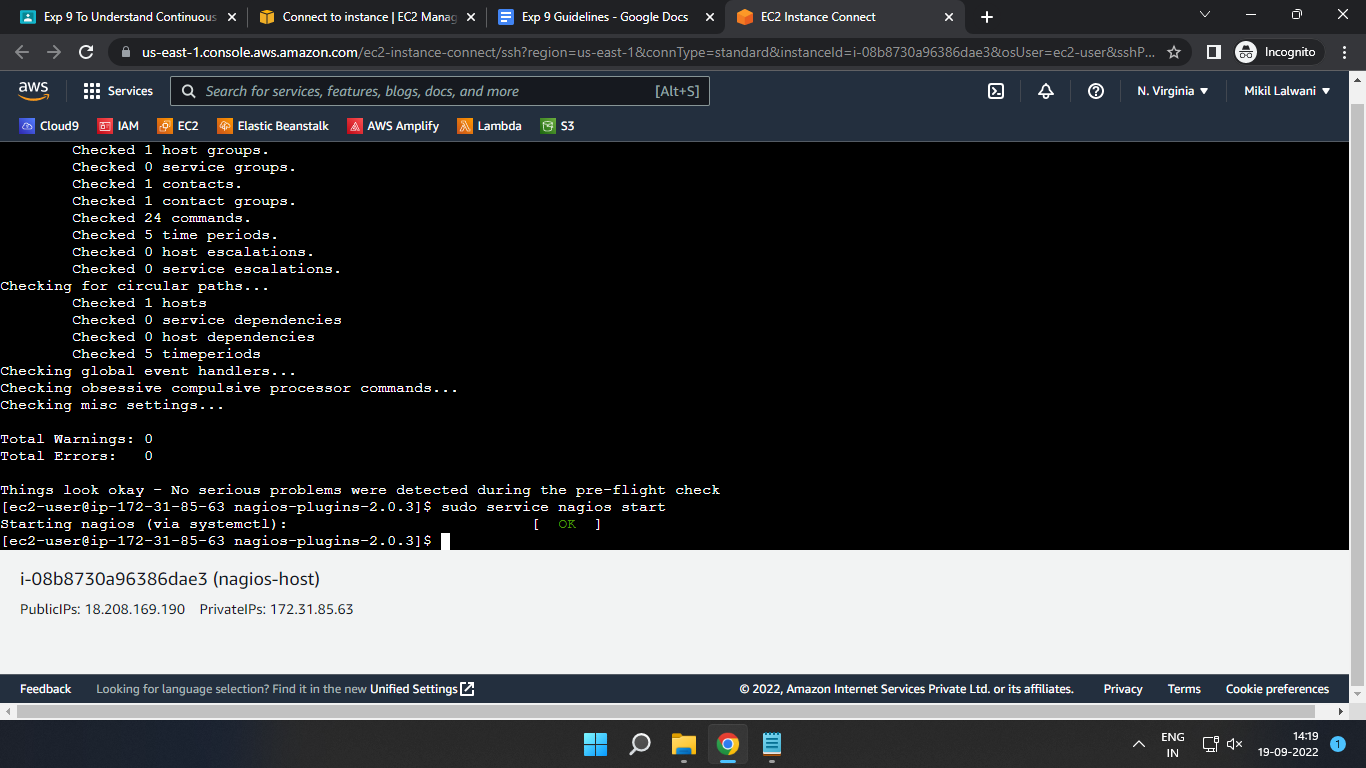 Exp 9 To Understand Continuous
Connect to instance | EC2 Manag
Exp 9 Guidelines - Google Docs
EC2 Instance Connect
us-east-1.console.aws.amazon.com/ec2-instance-connect/ssh?region=us-east-1&connType=standard&instanceId=i-08b8730a96386dae3&osUser=ec2-user&sshP...
Incognito
aws
Services
Search for services, features, blogs, docs, and more
[Alt+S]
N. Virginia
Mikil Lalwani
Cloud9
IAM
EC2
Elastic Beanstalk
AWS Amplify
Lambda
S3
Checked 1 host groups.
Checked 0 service groups.
Checked 1 contacts.
Checked 1 contact groups.
Checked 24 commands.
Checked 5 time periods.
Checked 0 host escalations.
Checked 0 service escalations.
Checking for circular paths...
Checked 1 hosts
Checked 0 service dependencies
Checked 0 host dependencies
Checked 5 timeperiods
Checking global event handlers...
Checking obsessive compulsive processor commands...
Checking misc settings...
Total Warnings: 0
Total Errors:   0
Things look okay - No serious problems were detected during the pre-flight check
[ec2-user@ip-172-31-85-63 nagios-plugins-2.0.3]$ sudo service nagios start
Starting nagios (via systemctl):                           [  OK  ]
[ec2-user@ip-172-31-85-63 nagios-plugins-2.0.3]$
i-08b8730a96386dae3 (nagios-host)
PublicIPs: 18.208.169.190 PrivateIPs: 172.31.85.63
Feedback
Looking for language selection? Find it in the new Unified Settings
© 2022, Amazon Internet Services Private Ltd. or its affiliates.
Privacy
Terms
Cookie preferences
ENG
IN
14:19
19-09-2022
1